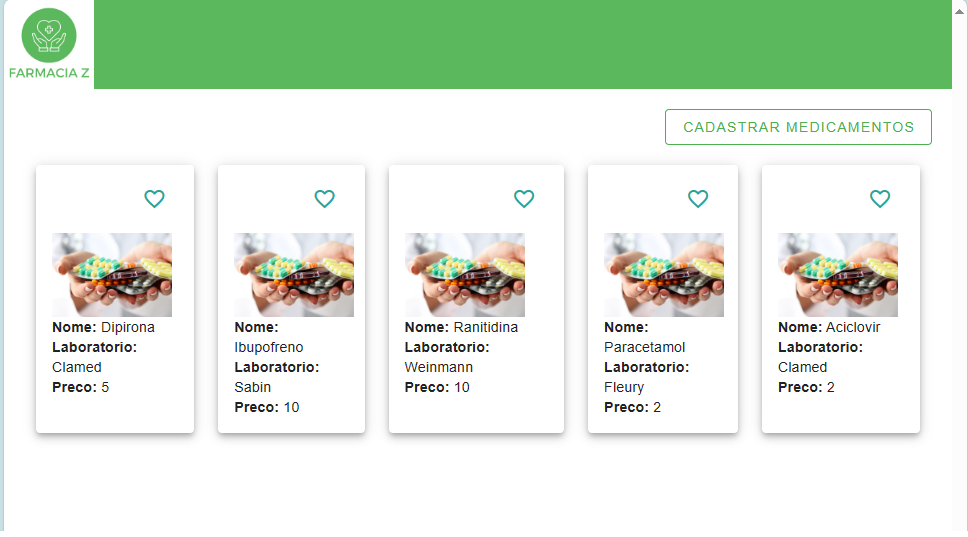 FARMACIA Z
CADASTRAR MEDICAMENTOS
Nome: Dipirona
Laboratorio:
Clamed
Preco: 5
Nome:
Ibupofreno
Laboratorio:
Sabin
Preco: 10
Nome: Ranitidina
Laboratorio:
Weinmann
Preco: 10
Nome:
Paracetamol
Laboratorio:
Fleury
Preco: 2
Nome: Aciclovir
Laboratorio:
Clamed
Preco: 2